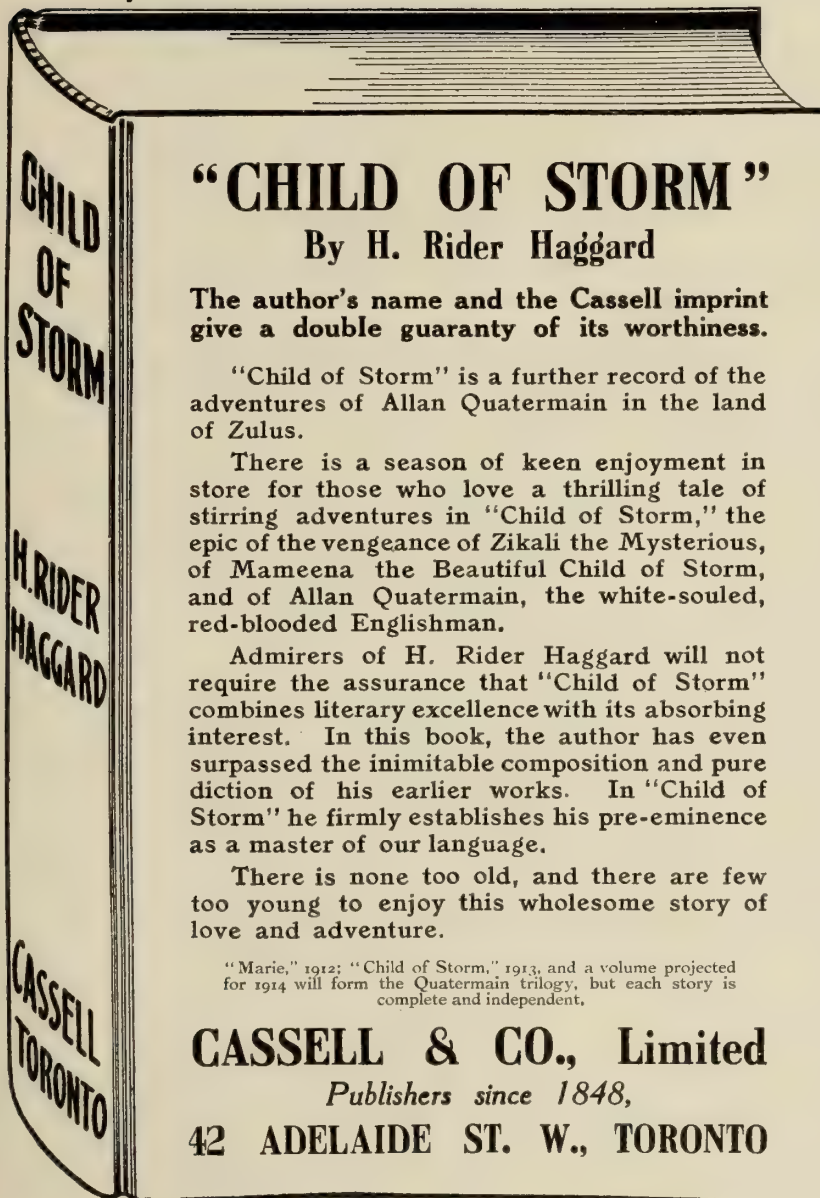 CHILD
OF
STORM
H. RIDER
HAGGARD
CASSELL
TORONTO
"CHILD OF STORM"
By H. Rider Haggard
The author's name and the Cassell imprint
give a double guaranty of its worthiness.
"Child of Storm" is a further record of the
adventures of Allan Quatermain in the land
of Zulus.
There is a season of keen enjoyment in
store for those who love a thrilling tale of
stirring adventures in "Child of Storm," the
epic of the vengeance of Zikali the Mysterious,
of Mameena the Beautiful Child of Storm,
and of Allan Quatermain, the white-souled,
red-blooded Englishman.
Admirers of H. Rider Haggard will not
require the assurance that "Child of Storm"
combines literary excellence with its absorbing
interest. In this book, the author has even
surpassed the inimitable composition and pure
diction of his earlier works. In "Child of
Storm" he firmly establishes his pre-eminence
as a master of our language.
There is none too old, and there are few
too young to enjoy this wholesome story of
love and adventure.
"Marie," 1912; "Child of Storm," 1913, and a volume projected
for 1914 will form the Quatermain trilogy, but each story is
complete and independent.
CASSELL & CO., Limited
Publishers since 1848,
42 ADELAIDE ST. W., TORONTO